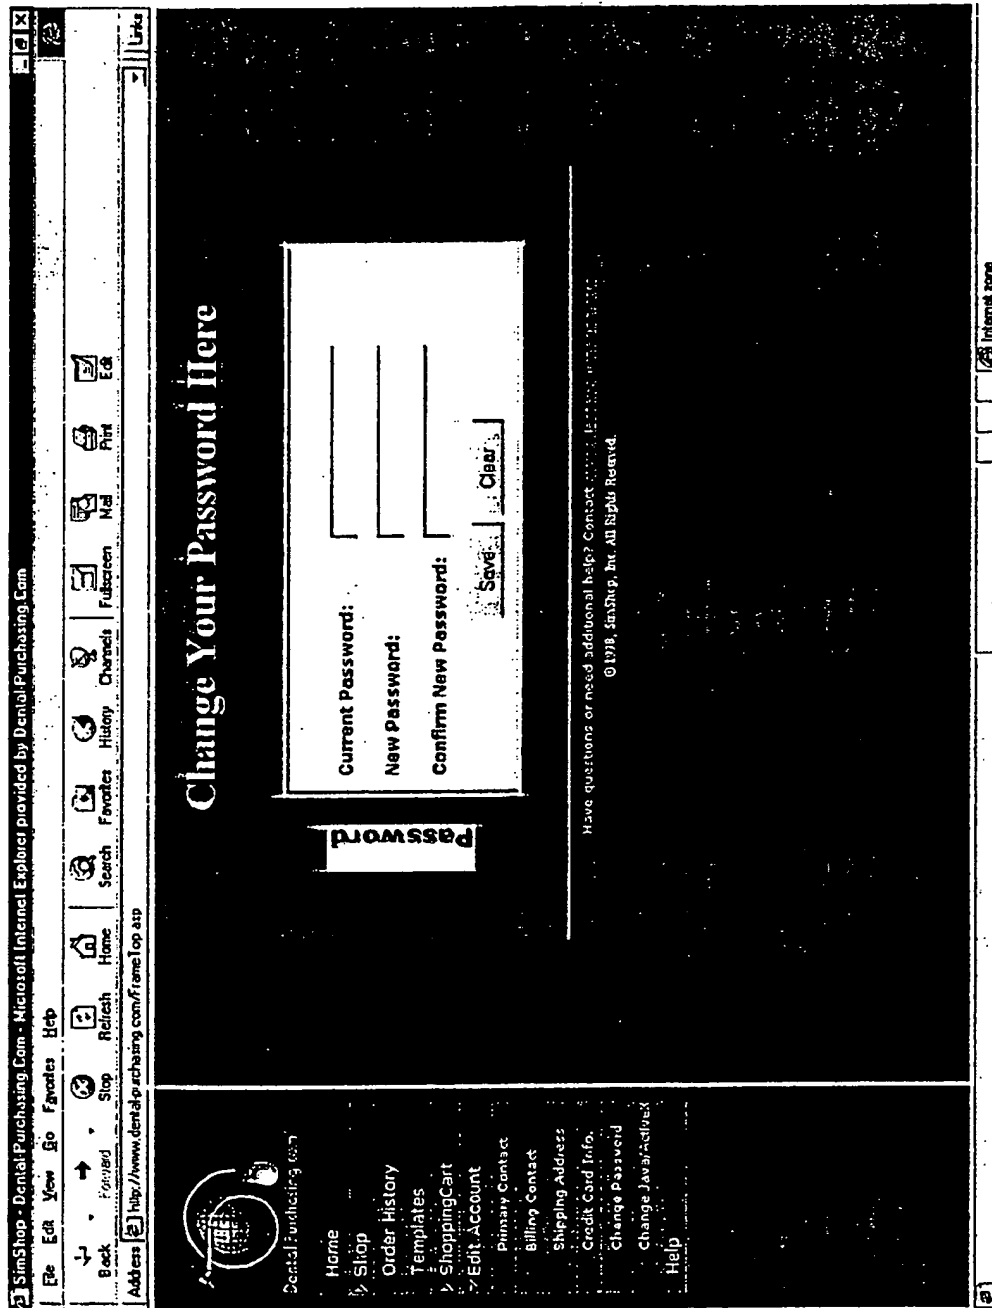 SimShop - Dental-Purchasing.Com - Microsoft Internet Explorer provided by Dental-Purchasing.Com
File Edit View Go Favorites Help
Back Forward Stop Refresh Home Search Favorites History Channels Fullscreen Mail Print Edit
Address http://www.dental-purchasing.com/FrameTop.asp Links
DentalPurchasing.com
Home
Shop
Order History
Templates
ShoppingCart
Edit Account
Primary Contact
Billing Contact
Shipping Address
Credit Card Info.
Change Password
Change Java/ActiveX
Help
Change Your Password Here
Password
Current Password:
New Password:
Confirm New Password:
Save Clear
Have questions or need additional help? Contact
© 1998, SimShop, Inc. All Rights Reserved.
Internet zone